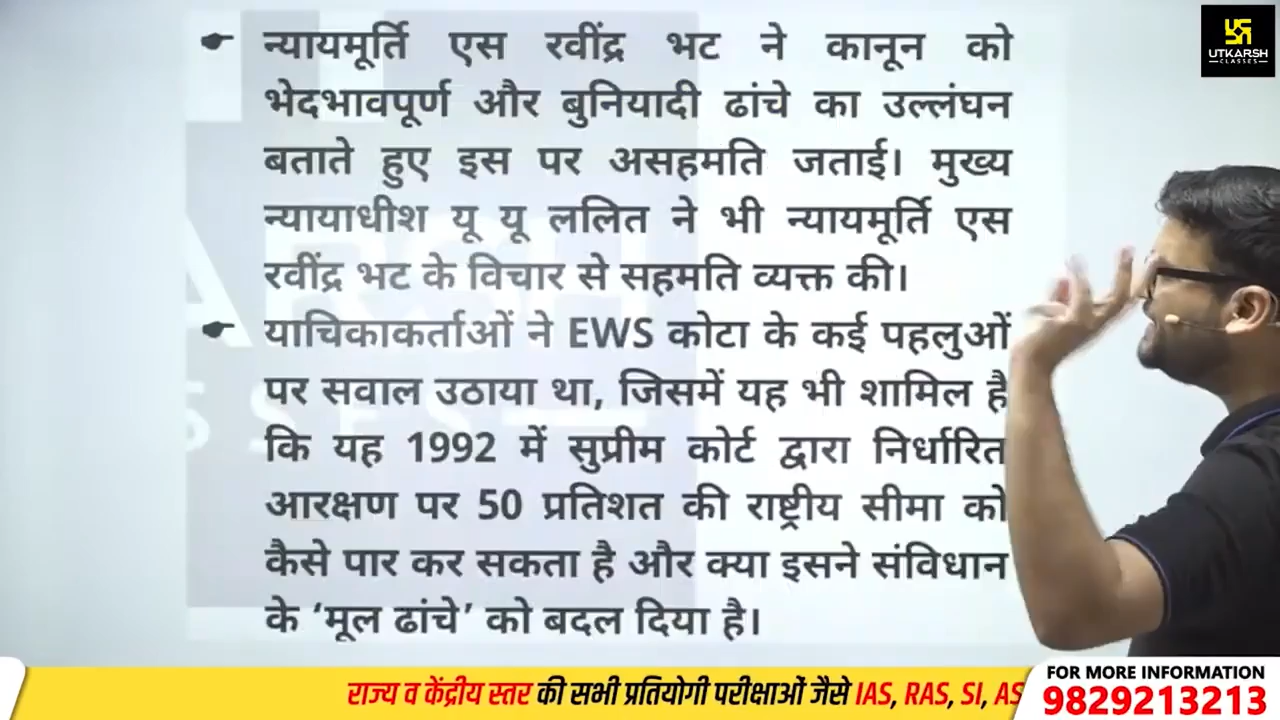 न्यायमूर्ति एस रवींद्र भट ने कानून को
भेदभावपूर्ण और बुनियादी ढांचे का उल्लंघन
बताते हुए इस पर असहमति जताई। मुख्य
न्यायाधीश यू यू ललित ने भी न्यायमूर्ति एस
रवींद्र भट के विचार से सहमति व्यक्त की।
याचिकाकर्ताओं ने EWS कोटा के कई पहलुओं
पर सवाल उठाया था, जिसमें यह भी शामिल है
कि यह 1992 में सुप्रीम कोर्ट द्वारा निर्धारित
आरक्षण पर 50 प्रतिशत की राष्ट्रीय सीमा को
कैसे पार कर सकता है और क्या इसने संविधान
के ‘मूल ढांचे’ को बदल दिया है।
UTKARSH
CLASSES
राज्य व केंद्रीय स्तर की सभी प्रतियोगी परीक्षाओं जैसे IAS, RAS, SI, AS
FOR MORE INFORMATION
9829213213